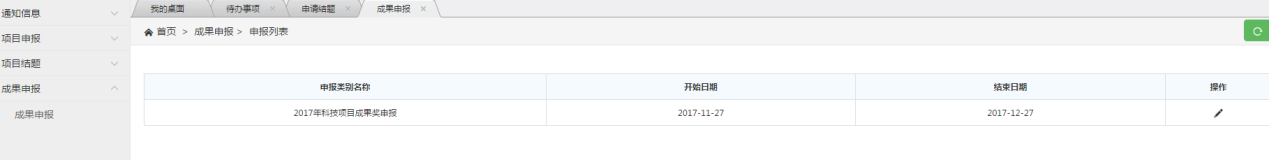 通知信息
项目申报
项目结题
成果申报
成果申报
我的桌面 待办事项 × 申请结题 × 成果申报 ×
首页 > 成果申报 > 申报列表
申报类别名称 开始日期 结束日期 操作
2017年科技项目成果奖申报 2017-11-27 2017-12-27